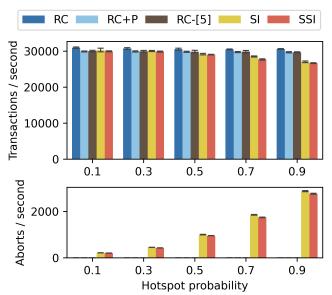 RC RC+P RC-[5] SI SSI
Transactions / second
30000
20000
10000
0
0.1 0.3 0.5 0.7 0.9
Aborts / second
2000
0
0.1 0.3 0.5 0.7 0.9
Hotspot probability